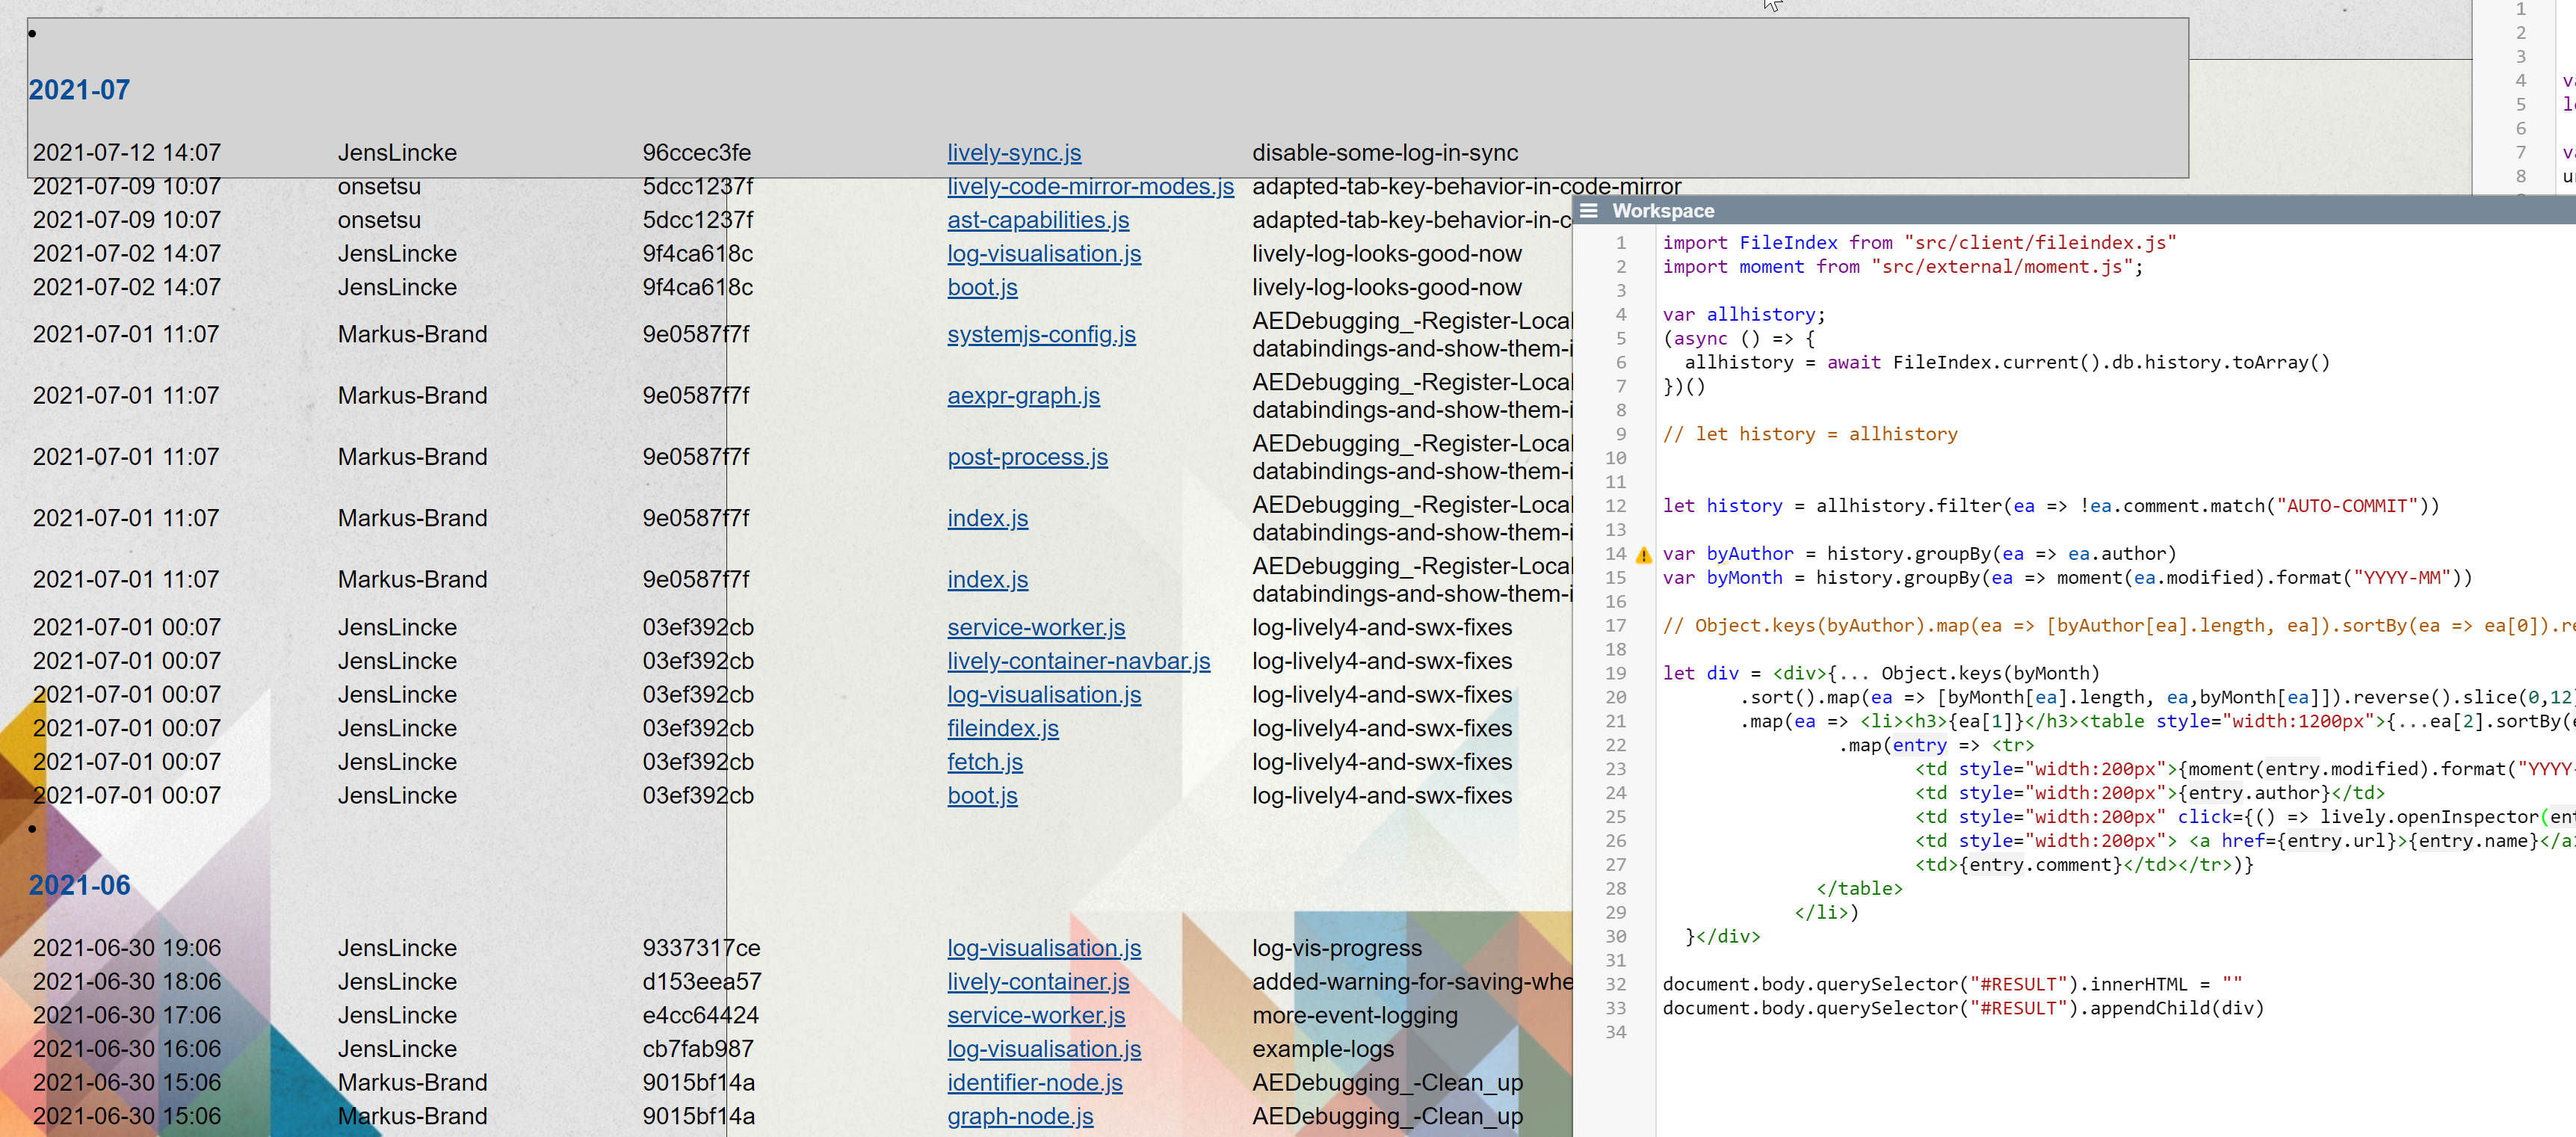 2021-07
2021-07-12 14:07 JensLincke 96ccec3fe lively-sync.js disable-some-log-in-sync
2021-07-09 10:07 onsetsu 5dcc1237f lively-code-mirror-modes.js adapted-tab-key-behavior-in-code-mirror
2021-07-09 10:07 onsetsu 5dcc1237f ast-capabilities.js adapted-tab-key-behavior-in-c
2021-07-02 14:07 JensLincke 9f4ca618c log-visualisation.js lively-log-looks-good-now
2021-07-02 14:07 JensLincke 9f4ca618c boot.js lively-log-looks-good-now
2021-07-01 11:07 Markus-Brand 9e0587f7f systemjs-config.js AEDebugging_-Register-Local
databindings-and-show-them-i
2021-07-01 11:07 Markus-Brand 9e0587f7f aexpr-graph.js AEDebugging_-Register-Local
databindings-and-show-them-i
2021-07-01 11:07 Markus-Brand 9e0587f7f post-process.js AEDebugging_-Register-Local
databindings-and-show-them-i
2021-07-01 11:07 Markus-Brand 9e0587f7f index.js AEDebugging_-Register-Local
databindings-and-show-them-i
2021-07-01 11:07 Markus-Brand 9e0587f7f index.js AEDebugging_-Register-Local
databindings-and-show-them-i
2021-07-01 00:07 JensLincke 03ef392cb service-worker.js log-lively4-and-swx-fixes
2021-07-01 00:07 JensLincke 03ef392cb lively-container-navbar.js log-lively4-and-swx-fixes
2021-07-01 00:07 JensLincke 03ef392cb log-visualisation.js log-lively4-and-swx-fixes
2021-07-01 00:07 JensLincke 03ef392cb fileindex.js log-lively4-and-swx-fixes
2021-07-01 00:07 JensLincke 03ef392cb fetch.js log-lively4-and-swx-fixes
2021-07-01 00:07 JensLincke 03ef392cb boot.js log-lively4-and-swx-fixes
2021-06
2021-06-30 19:06 JensLincke 9337317ce log-visualisation.js log-vis-progress
2021-06-30 18:06 JensLincke d153eea57 lively-container.js added-warning-for-saving-whe
2021-06-30 17:06 JensLincke e4cc64424 service-worker.js more-event-logging
2021-06-30 16:06 JensLincke cb7fab987 log-visualisation.js example-logs
2021-06-30 15:06 Markus-Brand 9015bf14a identifier-node.js AEDebugging_-Clean_up
2021-06-30 15:06 Markus-Brand 9015bf14a graph-node.js AEDebugging_-Clean_up
1
2
3
4 va
5 le
6
7 va
8 un
Workspace
1 import FileIndex from "src/client/fileindex.js"
2 import moment from "src/external/moment.js";
3
4 var allhistory;
5 (async () => {
6   allhistory = await FileIndex.current().db.history.toArray()
7 })()
8
9 // let history = allhistory
10
11
12 let history = allhistory.filter(ea => !ea.comment.match("AUTO-COMMIT"))
13
14 var byAuthor = history.groupBy(ea => ea.author)
15 var byMonth = history.groupBy(ea => moment(ea.modified).format("YYYY-MM"))
16
17 // Object.keys(byAuthor).map(ea => [byAuthor[ea].length, ea]).sortBy(ea => ea[0]).re
18
19 let div = <div>{... Object.keys(byMonth)
20        .sort().map(ea => [byMonth[ea].length, ea,byMonth[ea]]).reverse().slice(0,12)
21        .map(ea => <li><h3>{ea[1]}</h3><table style="width:1200px">{...ea[2].sortBy(e
22                 .map(entry => <tr>
23                        <td style="width:200px">{moment(entry.modified).format("YYYY-
24                        <td style="width:200px">{entry.author}</td>
25                        <td style="width:200px" click={() => lively.openInspector(ent
26                        <td style="width:200px"> <a href={entry.url}>{entry.name}</a>
27                        <td>{entry.comment}</td></tr>)}
28               </table>
29             </li>)
30   }</div>
31
32 document.body.querySelector("#RESULT").innerHTML = ""
33 document.body.querySelector("#RESULT").appendChild(div)
34